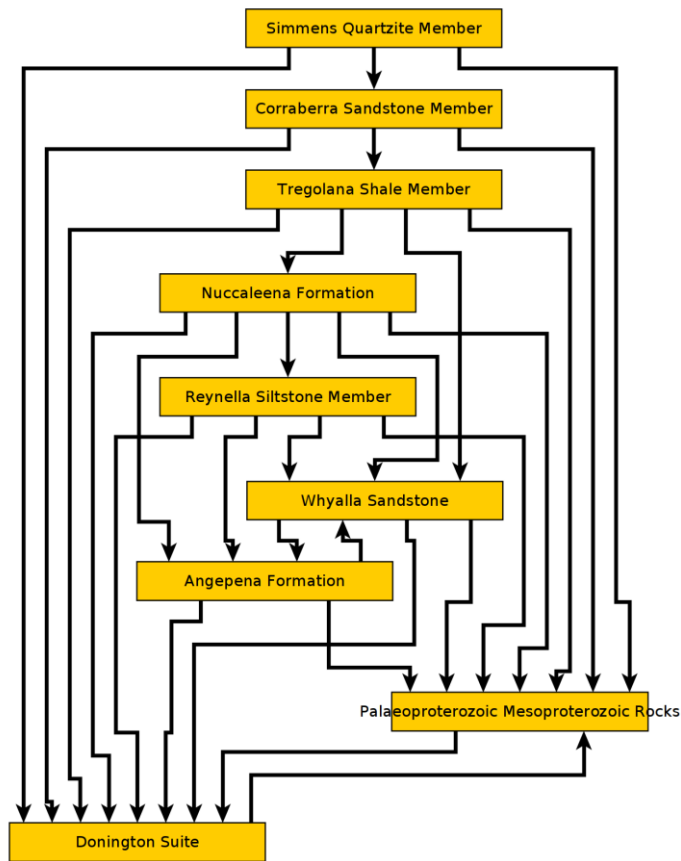 Simmens Quartzite Member
Corraberra Sandstone Member
Tregolana Shale Member
Nuccaleena Formation
Reynella Siltstone Member
Whyalla Sandstone
Angepena Formation
Palaeoproterozoic Mesoproterozoic Rocks
Donington Suite